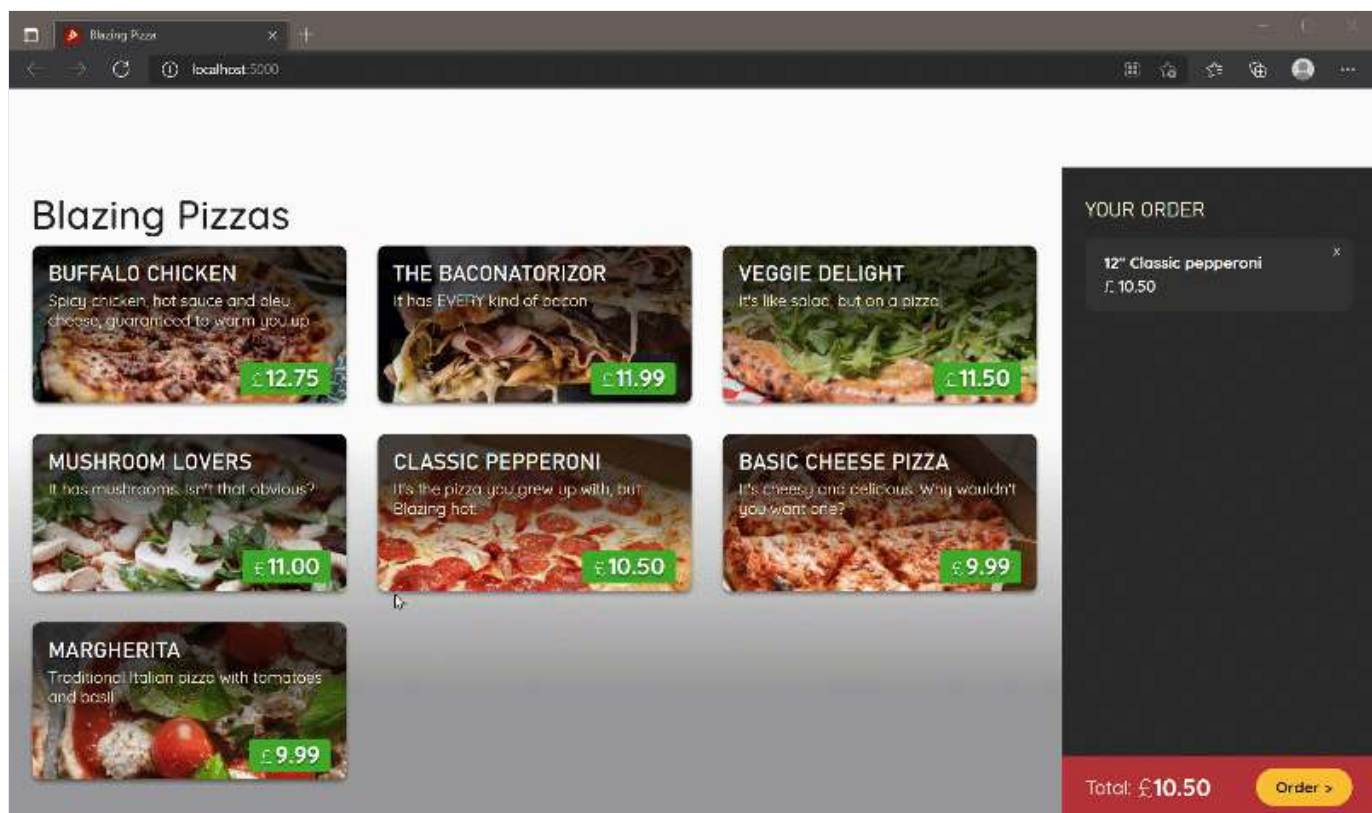 Blazing Pizza
localhost:5000
Blazing Pizzas
BUFFALO CHICKEN
Spicy chicken, hot sauce and bleu
cheese, guaranteed to warm you up
£12.75
THE BACONATORIZOR
It has EVERY kind of bacon
£11.99
VEGGIE DELIGHT
It's like salad, but on a pizza
£11.50
MUSHROOM LOVERS
It has mushrooms. Isn't that obvious?
£11.00
CLASSIC PEPPERONI
It's the pizza you grew up with, but
Blazing hot!
£10.50
BASIC CHEESE PIZZA
It's cheesy and delicious. Why wouldn't
you want one?
£9.99
MARGHERITA
Traditional Italian pizza with tomatoes
and basil
£9.99
YOUR ORDER
12" Classic pepperoni
x
£10.50
Total: £10.50
Order >